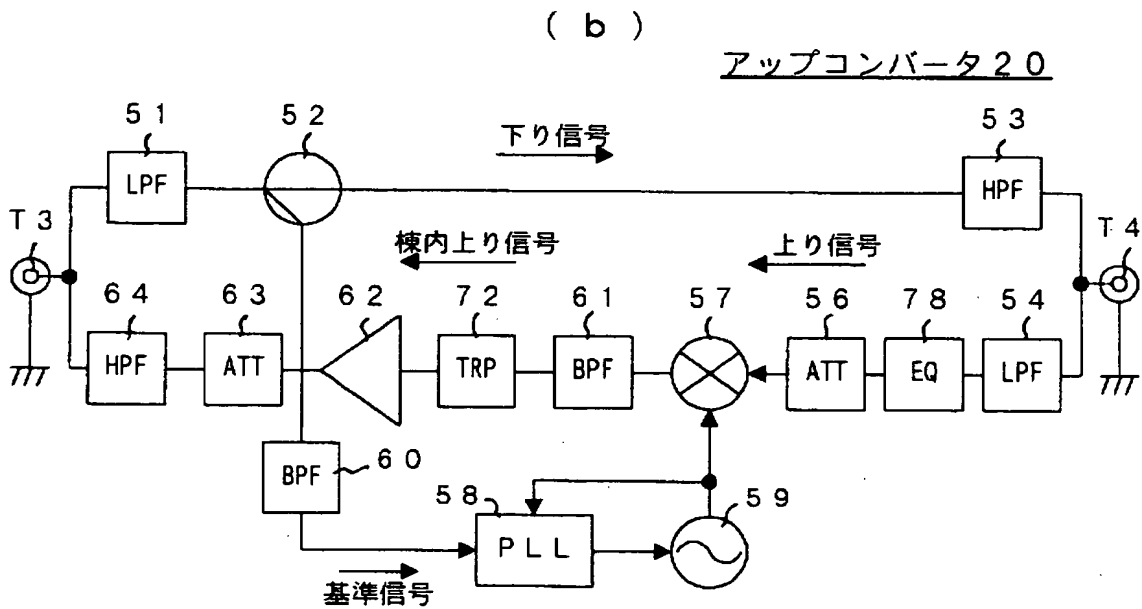 ( b )
アップコンバータ20
51
52
下り信号
53
LPF
HPF
T3
棟内上り信号
上り信号
T4
64
63
62
72
61
57
56
78
54
HPF
ATT
TRP
BPF
ATT
EQ
LPF
BPF
60
58
59
PLL
基準信号